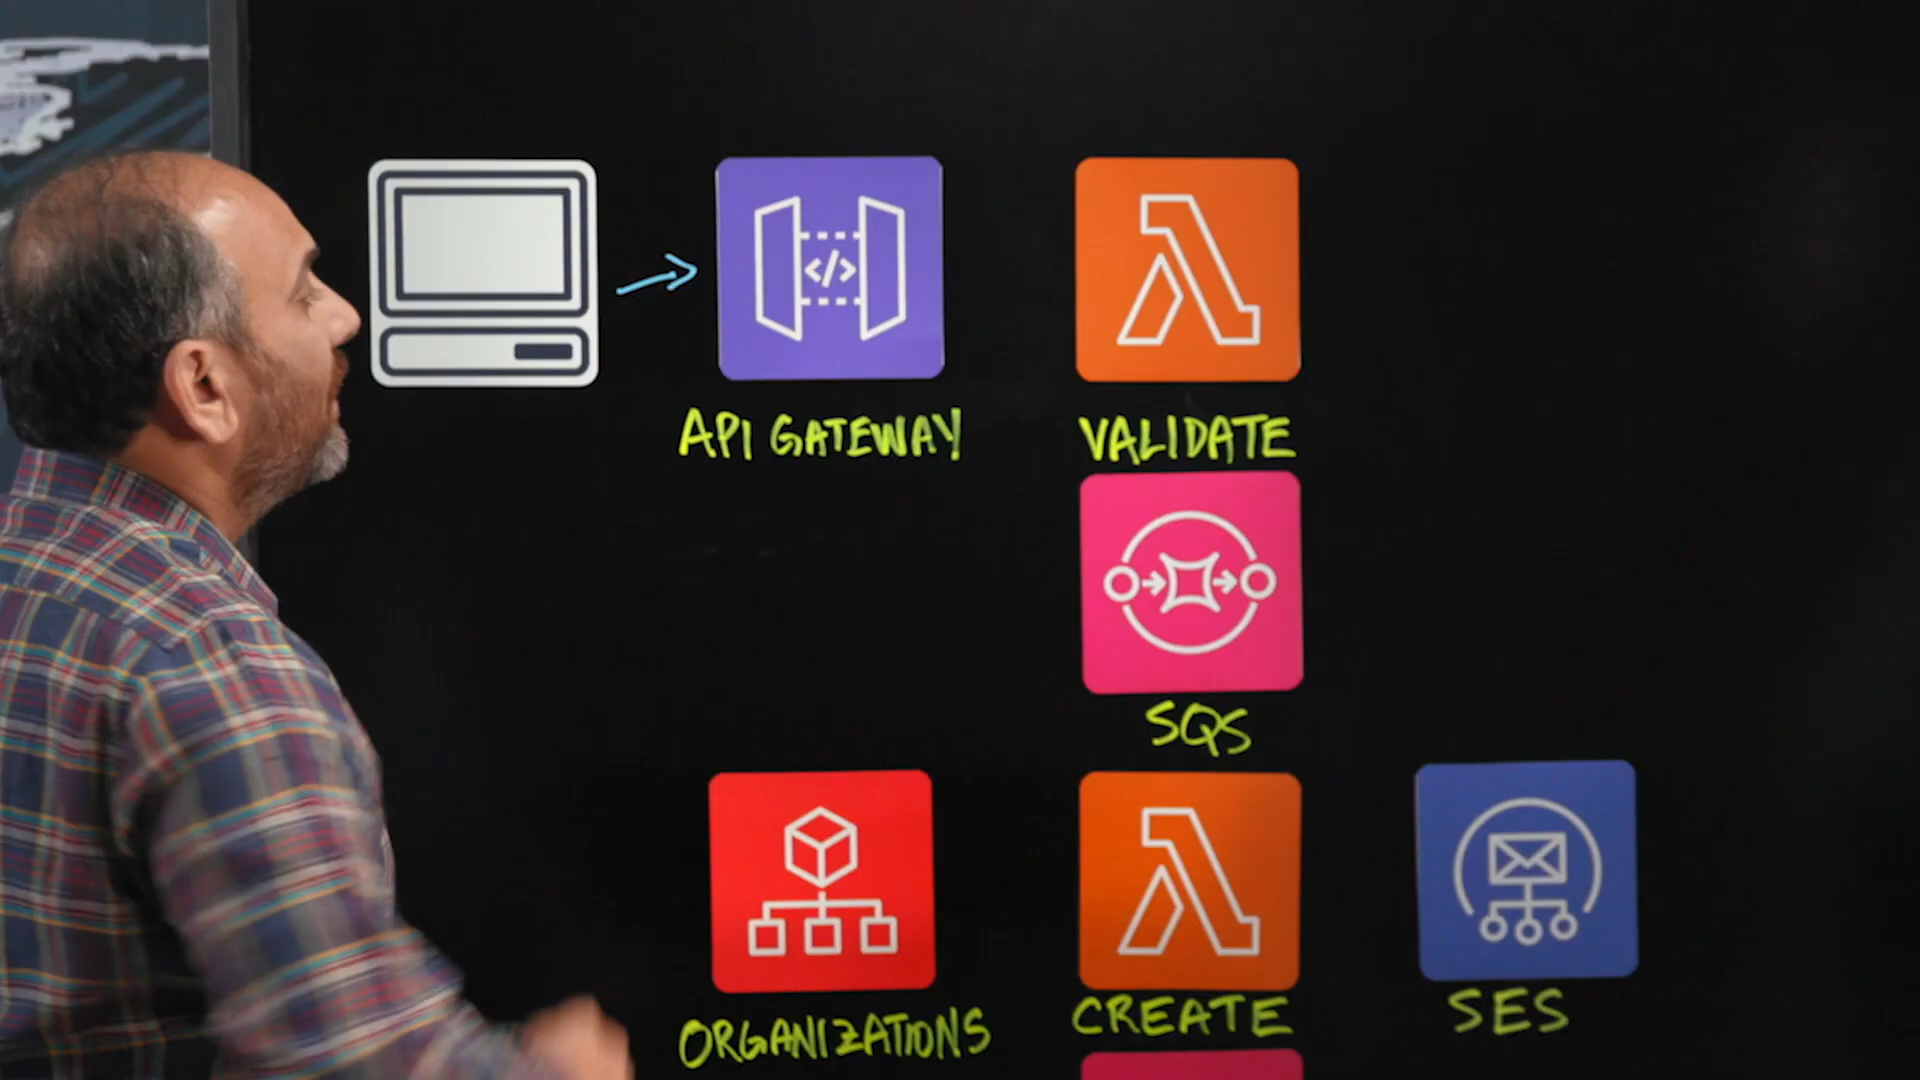 </>
API GATEWAY
VALIDATE
SQS
ORGANIZATIONS
CREATE
SES